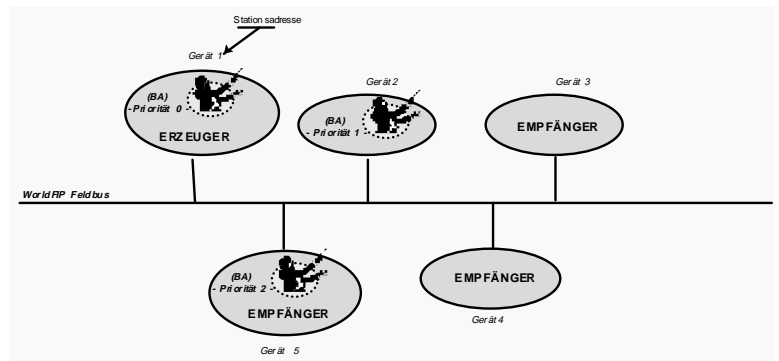 Station sadresse
Gerät 1
(BA)
- Priorität 0 -
ERZEUGER
Gerät 2
(BA)
- Priorität 1 -
Gerät 3
EMPFÄNGER
WorldFIP Feldbus
(BA)
- Priorität 2 -
EMPFÄNGER
Gerät 5
EMPFÄNGER
Gerät 4